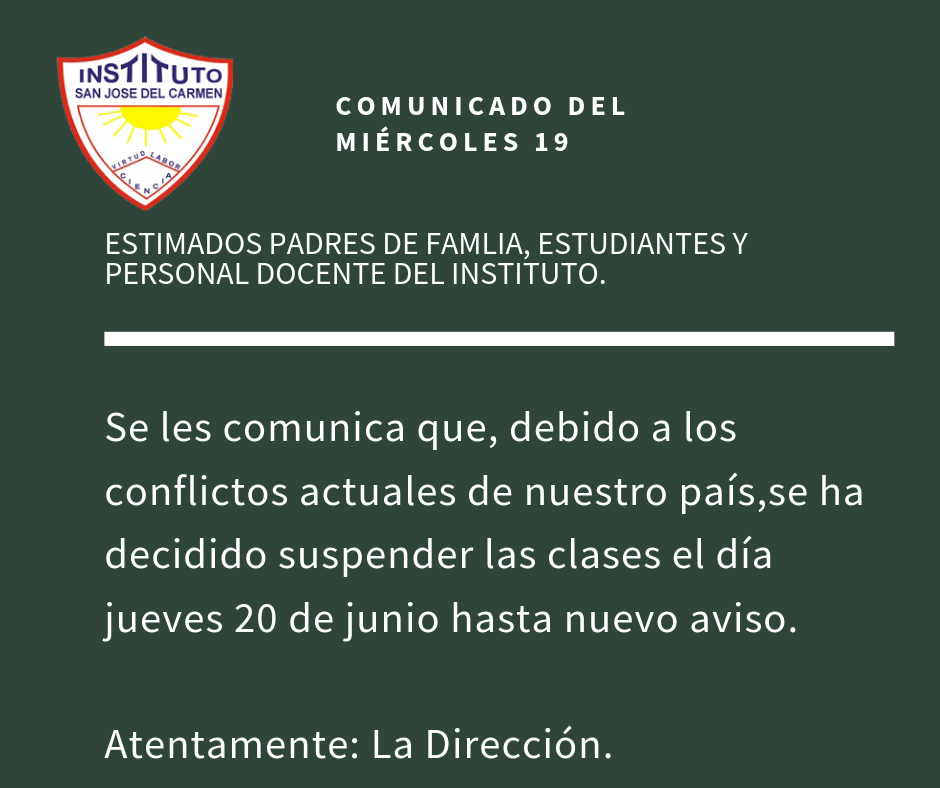 INSTITUTO
SAN JOSE DEL CARMEN
VIRTUD LABOR
CIENCIA
COMUNICADO DEL
MIÉRCOLES 19
ESTIMADOS PADRES DE FAMLIA, ESTUDIANTES Y
PERSONAL DOCENTE DEL INSTITUTO.
Se les comunica que, debido a los
conflictos actuales de nuestro país,se ha
decidido suspender las clases el día
jueves 20 de junio hasta nuevo aviso.
Atentamente: La Dirección.